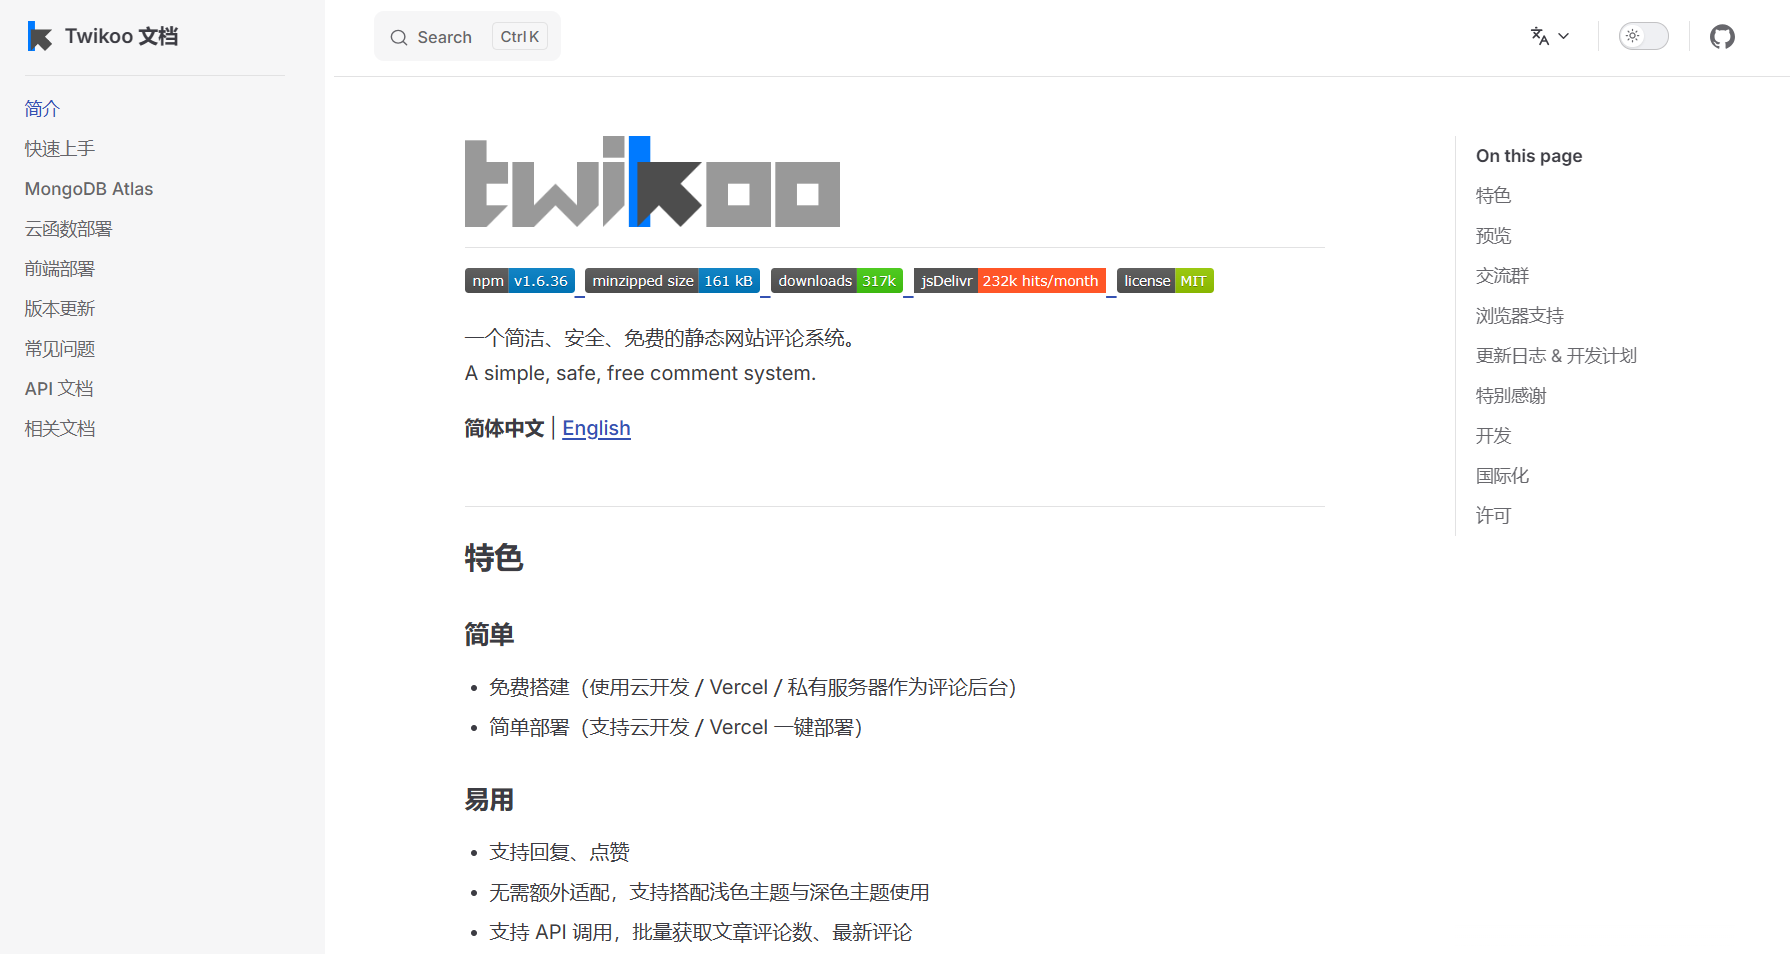 Twikoo 文档
Search Ctrl K
简介
快速上手
MongoDB Atlas
云函数部署
前端部署
版本更新
常见问题
API 文档
相关文档
twikoo
npm v1.6.36 minzipped size 161 kB downloads 317k jsDelivr 232k hits/month license MIT
一个简洁、安全、免费的静态网站评论系统。
A simple, safe, free comment system.
简体中文 | English
特色
简单
• 免费搭建（使用云开发 / Vercel / 私有服务器作为评论后台）
• 简单部署（支持云开发 / Vercel 一键部署）
易用
• 支持回复、点赞
• 无需额外适配，支持搭配浅色主题与深色主题使用
• 支持 API 调用，批量获取文章评论数、最新评论
On this page
特色
预览
交流群
浏览器支持
更新日志 & 开发计划
特别感谢
开发
国际化
许可